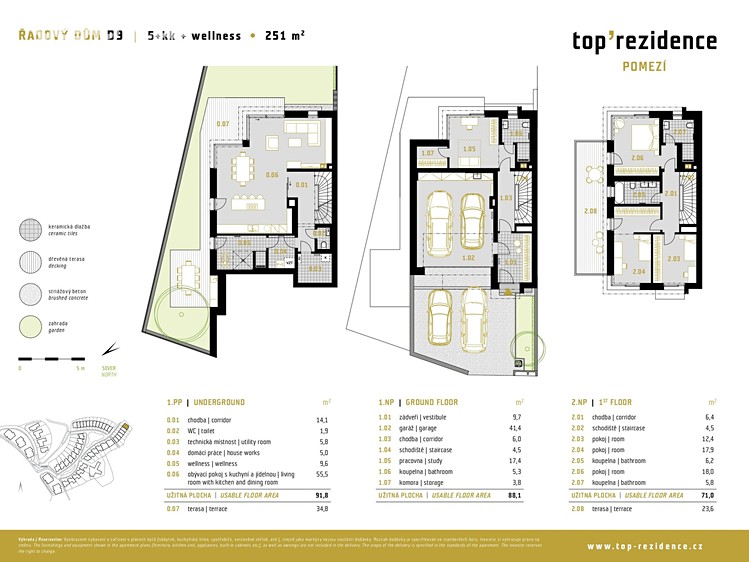 ŘADOVÝ DŮM D9 | 5+kk + wellness • 251 m²
top'rezidence
POMEZÍ
0.07
0.06
0.01
0.02
0.03
0.04
0.05
1.07
1.05
1.06
1.03
1.02
1.01
2.06
2.07
2.08
2.05
2.01
2.04
2.03
keramická dlažba
ceramic tiles
dřevěná terasa
decking
scrážový beton
brushed concrete
zahrada
garden
0
5 m
SEVER
NORTH
1.PP | UNDERGROUND m²
0.01 chodba | corridor 14,1
0.02 WC | toilet 1,9
0.03 technická místnost | utility room 5,8
0.04 domácí práce | house works 5,0
0.05 wellness | wellness 9,6
0.06 obývací pokoj s kuchyní a jídelnou | living
room with kitchen and dining room 55,5
UŽITNÁ PLOCHA | USABLE FLOOR AREA 91,8
0.07 terasa | terrace 34,8
1.NP | GROUND FLOOR m²
1.01 zádveří | vestibule 9,7
1.02 garáž | garage 41,4
1.03 chodba | corridor 6,0
1.04 schodiště | staircase 4,5
1.05 pracovna | study 17,4
1.06 koupelna | bathroom 5,3
1.07 komora | storage 3,8
UŽITNÁ PLOCHA | USABLE FLOOR AREA 88,1
2.NP | 1ST FLOOR m²
2.01 chodba | corridor 6,4
2.02 schodiště | staircase 4,5
2.03 pokoj | room 12,4
2.04 pokoj | room 17,9
2.05 koupelna | bathroom 6,2
2.06 pokoj | room 18,0
2.07 koupelna | bathroom 5,8
UŽITNÁ PLOCHA | USABLE FLOOR AREA 71,0
2.08 terasa | terrace 23,6
www.top-rezidence.cz